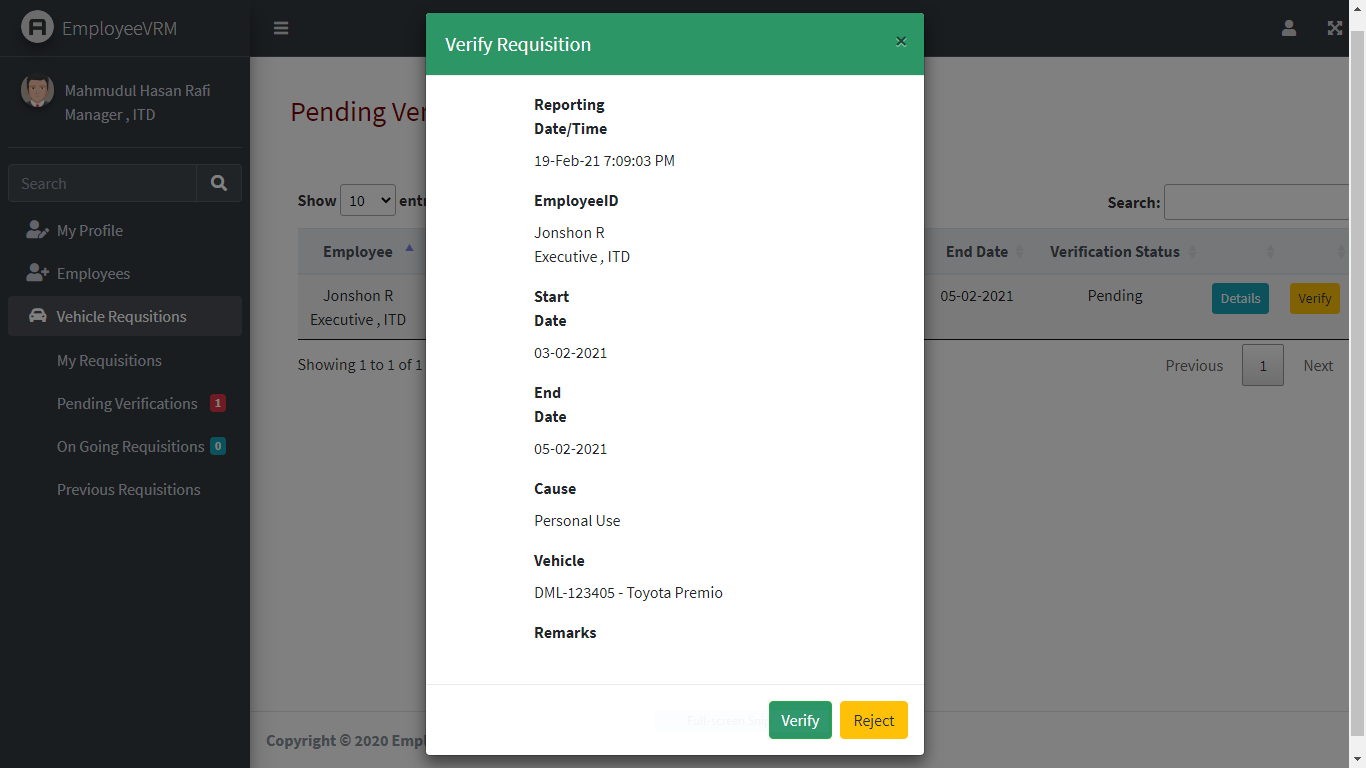 EmployeeVRM
Mahmudul Hasan Rafi
Manager , ITD
Search
My Profile
Employees
Vehicle Requsitions
My Requisitions
Pending Verifications 1
On Going Requisitions 0
Previous Requisitions
Pending Ver
Show 10 entr
Search:
Employee End Date Verification Status
Jonshon R 05-02-2021 Pending Details Verify
Executive , ITD
Showing 1 to 1 of 1
Previous 1 Next
Copyright © 2020 Empl
Verify Requisition ×
Reporting
Date/Time
19-Feb-21 7:09:03 PM
EmployeeID
Jonshon R
Executive , ITD
Start
Date
03-02-2021
End
Date
05-02-2021
Cause
Personal Use
Vehicle
DML-123405 - Toyota Premio
Remarks
Verify Reject